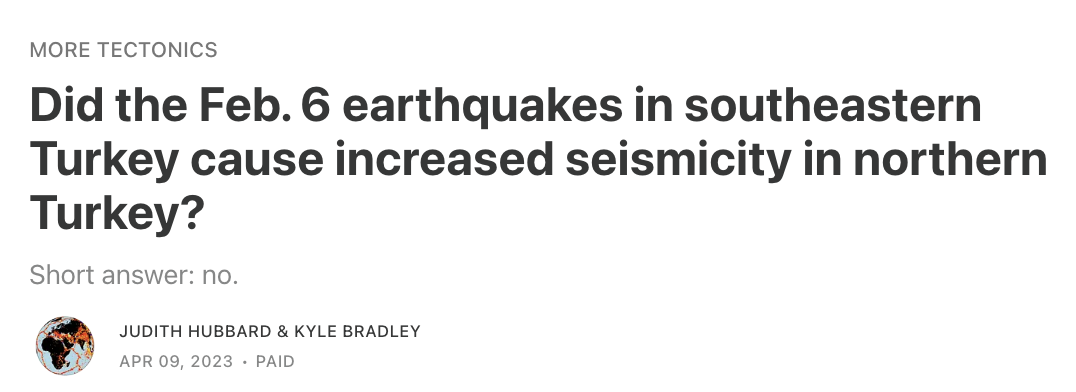 MORE TECTONICS
Did the Feb. 6 earthquakes in southeastern
Turkey cause increased seismicity in northern
Turkey?
Short answer: no.
JUDITH HUBBARD & KYLE BRADLEY
APR 09, 2023 • PAID